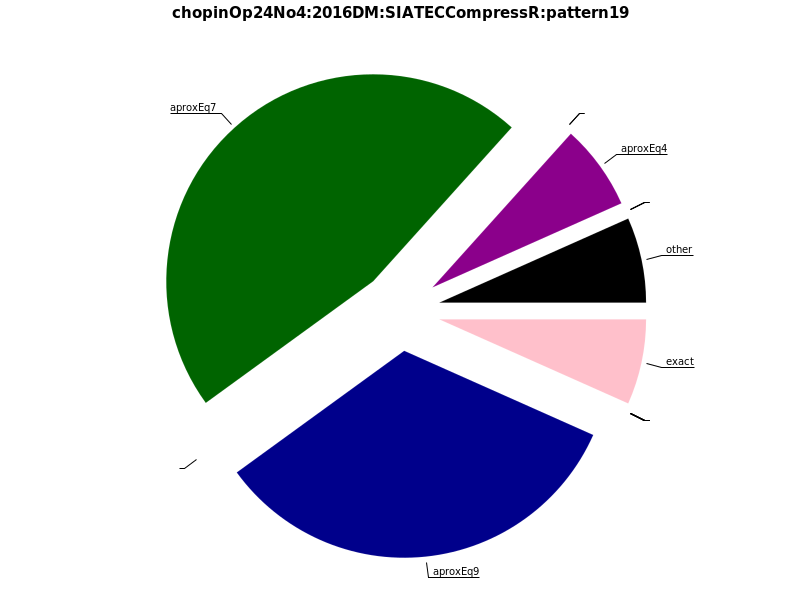 chopinOp24No4:2016DM:SIATECCompressR:pattern19
aproxEq7
aproxEq4
other
exact
aproxEq9